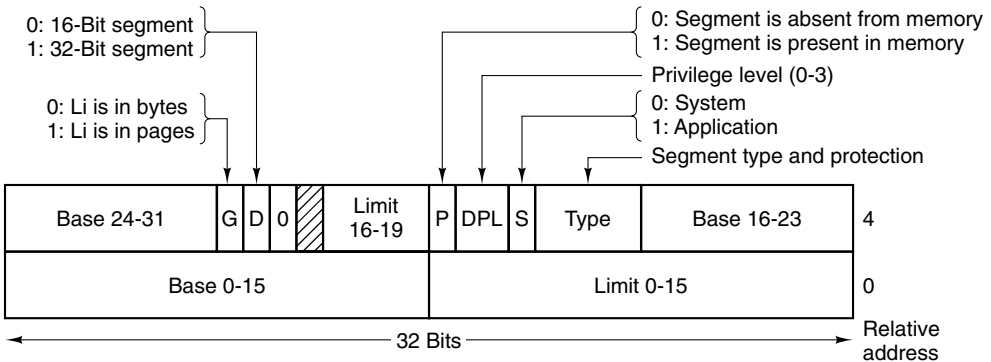 0: 16-Bit segment
1: 32-Bit segment
0: Li is in bytes
1: Li is in pages
0: Segment is absent from memory
1: Segment is present in memory
Privilege level (0-3)
0: System
1: Application
Segment type and protection
Base 24-31
G
D
0
Limit
16-19
P
DPL
S
Type
Base 16-23
4
Base 0-15
Limit 0-15
0
32 Bits
Relative
address